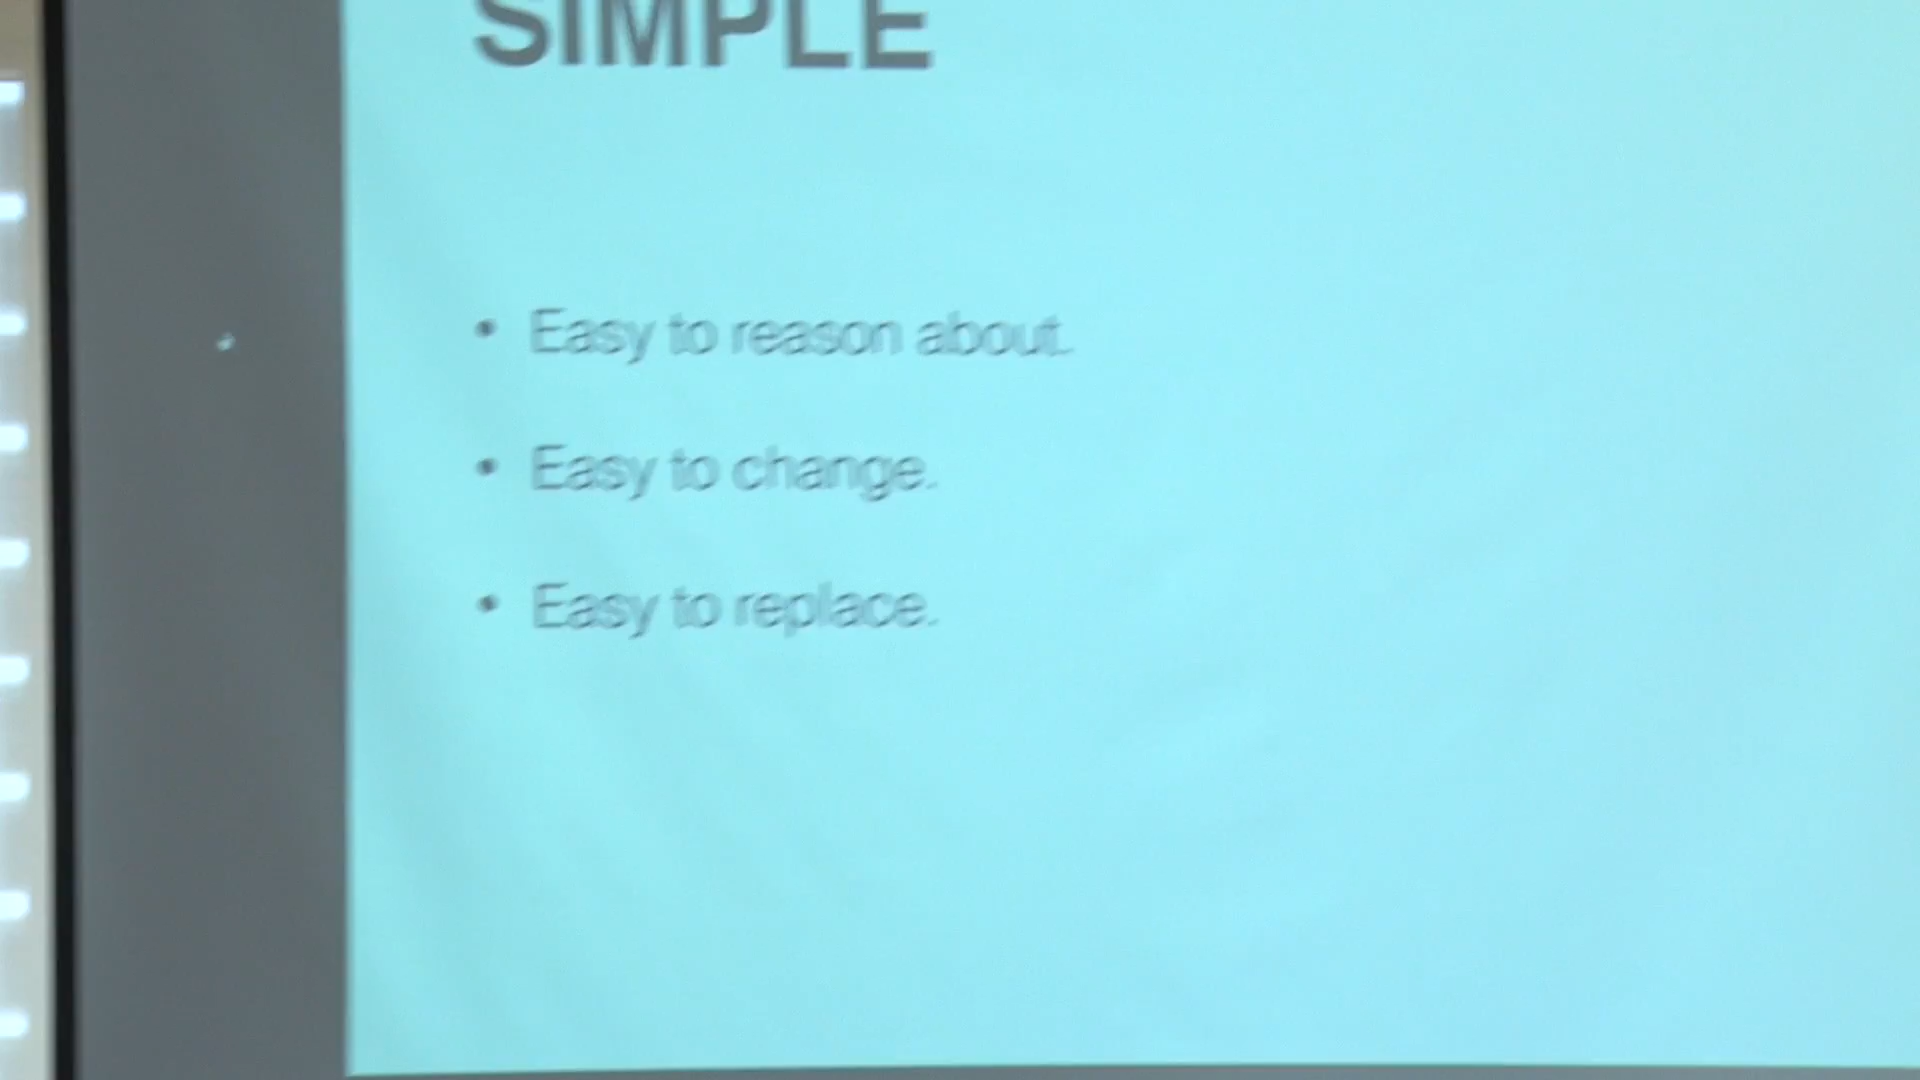 SIMPLE
• Easy to reason about.
• Easy to change.
• Easy to replace.